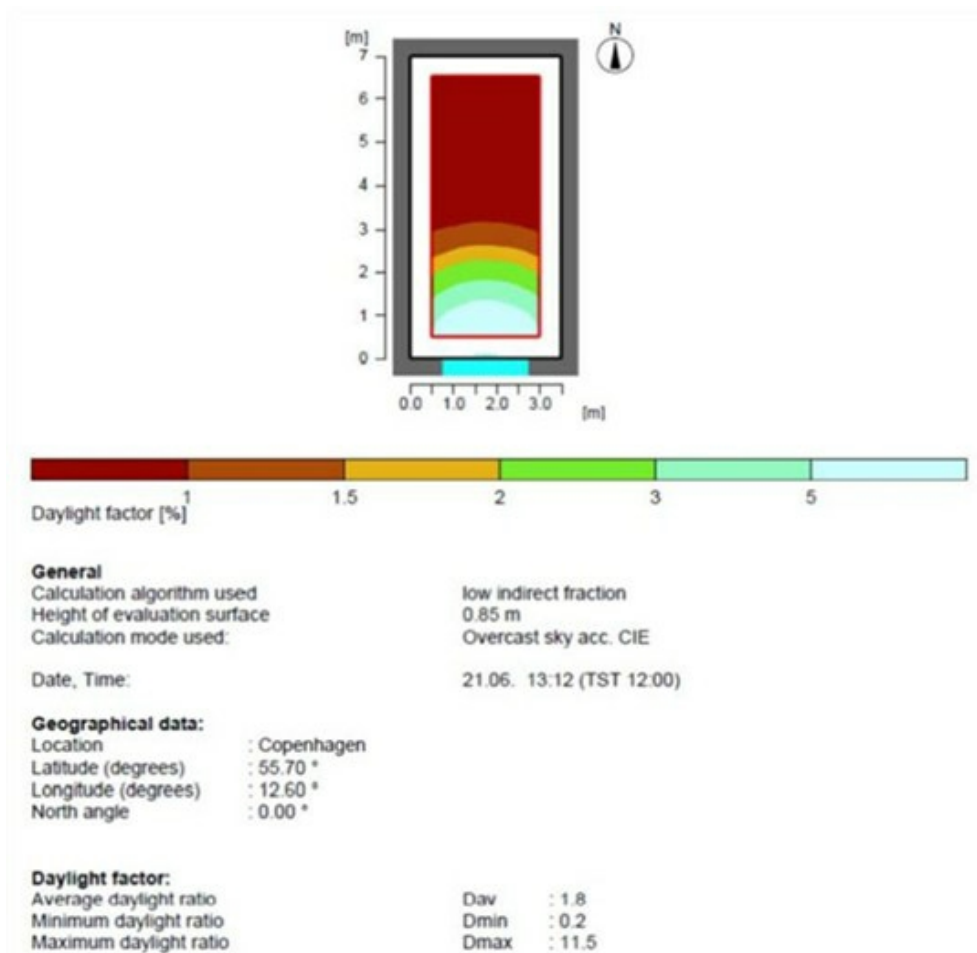 N
[m]
7
6
5
4
3
2
1
0
0.0 1.0 2.0 3.0 [m]
1 1.5 2 3 5
Daylight factor [%]
General
Calculation algorithm used low indirect fraction
Height of evaluation surface 0.85 m
Calculation mode used: Overcast sky acc. CIE
Date, Time: 21.06. 13:12 (TST 12:00)
Geographical data:
Location : Copenhagen
Latitude (degrees) : 55.70 °
Longitude (degrees) : 12.60 °
North angle : 0.00 °
Daylight factor:
Average daylight ratio Dav : 1.8
Minimum daylight ratio Dmin : 0.2
Maximum daylight ratio Dmax : 11.5